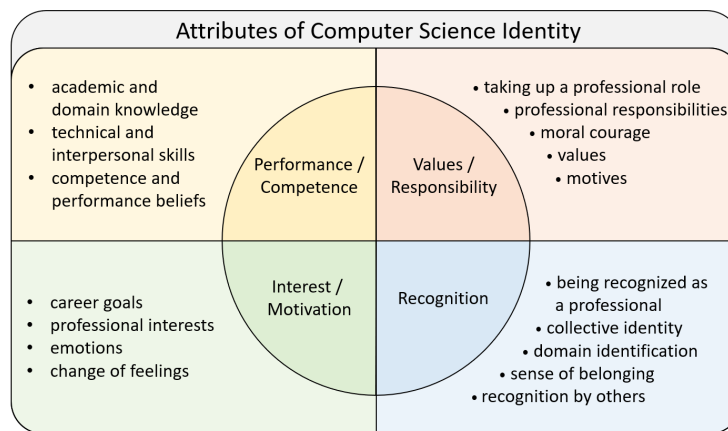 Attributes of Computer Science Identity
• academic and
domain knowledge
• technical and
interpersonal skills
• competence and
performance beliefs
Performance /
Competence
Values /
Responsibility
• taking up a professional role
• professional responsibilities
• moral courage
• values
• motives
• career goals
• professional interests
• emotions
• change of feelings
Interest /
Motivation
Recognition
• being recognized as
a professional
• collective identity
• domain identification
• sense of belonging
• recognition by others